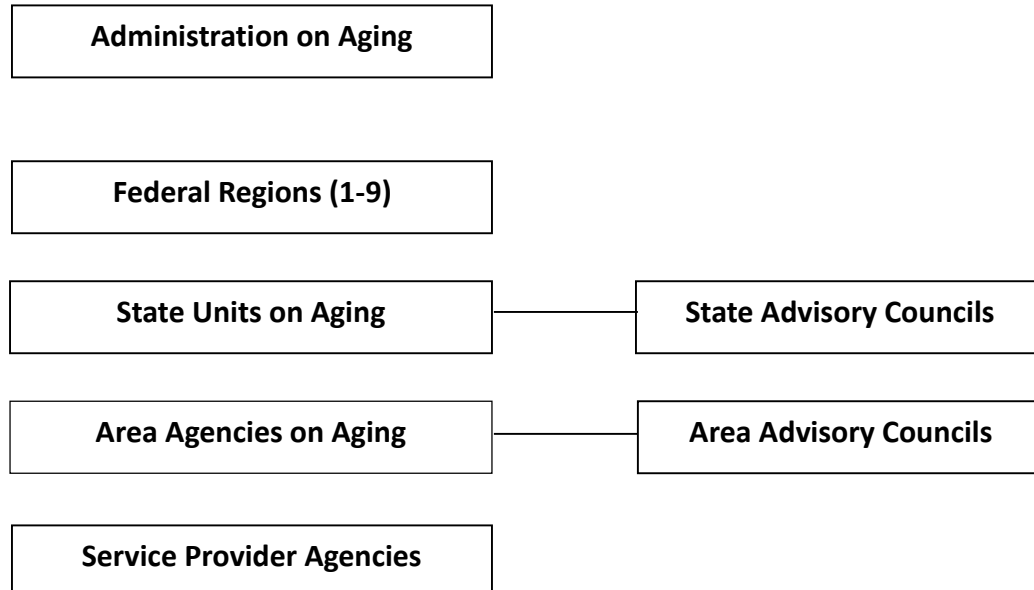 Administration on Aging
Federal Regions (1-9)
State Units on Aging
State Advisory Councils
Area Agencies on Aging
Area Advisory Councils
Service Provider Agencies